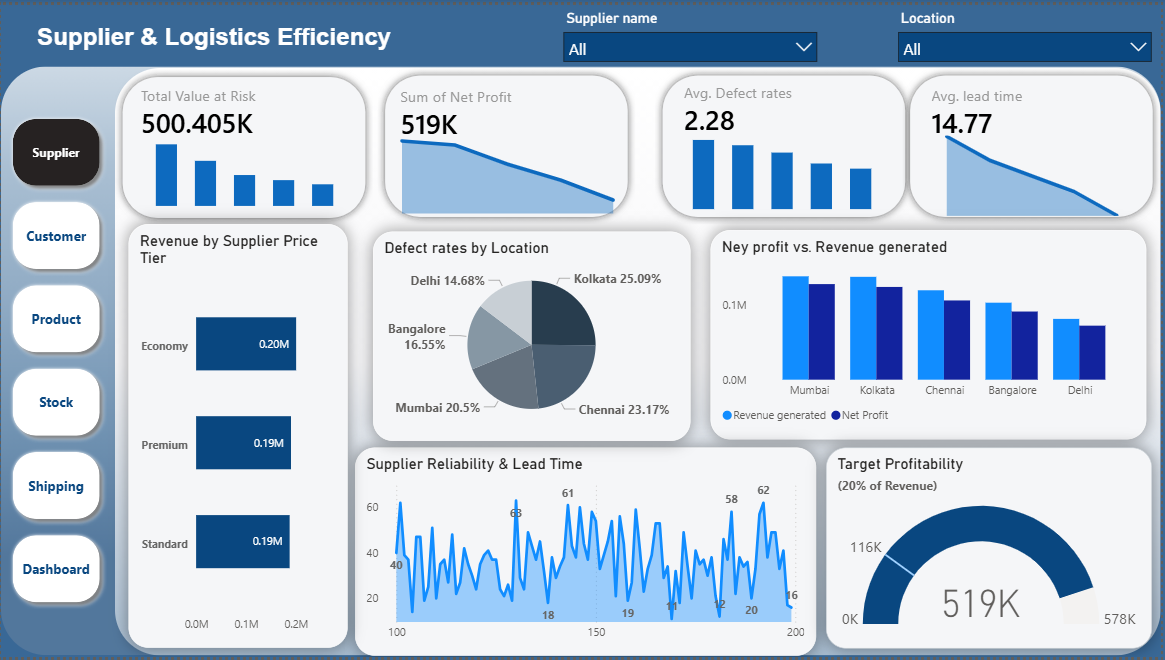 Supplier & Logistics Efficiency
Supplier name
All
Location
All
Supplier
Customer
Product
Stock
Shipping
Dashboard
Total Value at Risk
500.405K
Sum of Net Profit
519K
Avg. Defect rates
2.28
Avg. lead time
14.77
Revenue by Supplier Price
Tier
Economy
0.20M
Premium
0.19M
Standard
0.19M
0.0M 0.1M 0.2M
Defect rates by Location
Delhi 14.68%
Kolkata 25.09%
Bangalore
16.55%
Mumbai 20.5%
Chennai 23.17%
Ney profit vs. Revenue generated
0.1M
0.0M
Mumbai Kolkata Chennai Bangalore Delhi
Revenue generated Net Profit
Supplier Reliability & Lead Time
60
40
20
40
63
18
61
19
11
58
12
20
62
16
100 150 200
Target Profitability
(20% of Revenue)
116K
0K
519K
578K